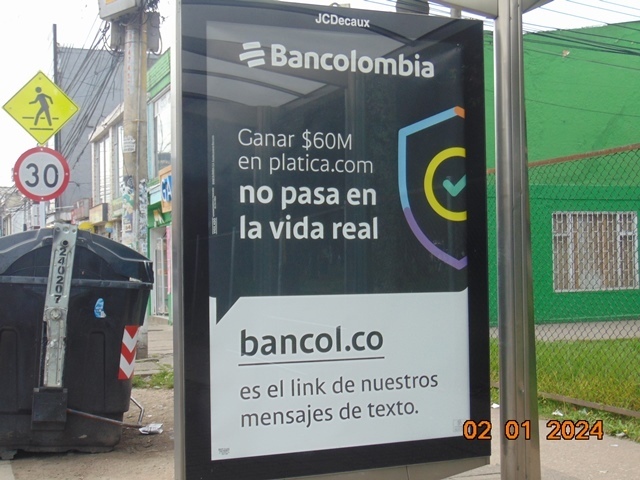 JCDecaux
Bancolombia
Ganar $60M
en platica.com
no pasa en
la vida real
bancol.co
es el link de nuestros
mensajes de texto.
30
240207
02 01 2024